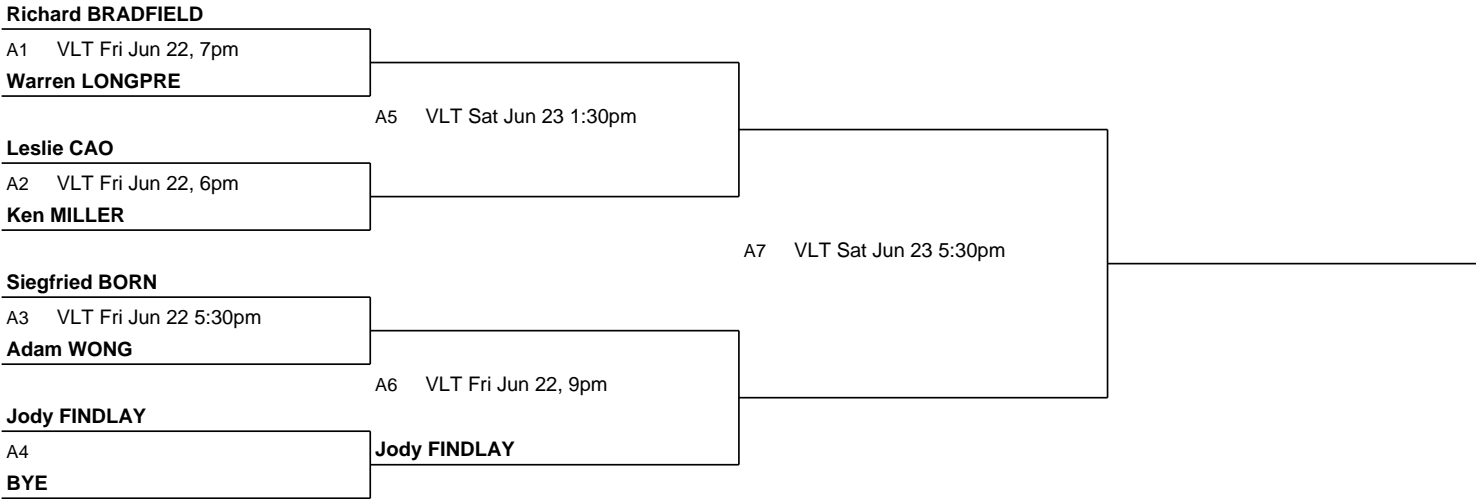 Richard BRADFIELD
A1 VLT Fri Jun 22, 7pm
Warren LONGPRE
A5 VLT Sat Jun 23 1:30pm
Leslie CAO
A2 VLT Fri Jun 22, 6pm
Ken MILLER
A7 VLT Sat Jun 23 5:30pm
Siegfried BORN
A3 VLT Fri Jun 22 5:30pm
Adam WONG
A6 VLT Fri Jun 22, 9pm
Jody FINDLAY
A4
Jody FINDLAY
BYE